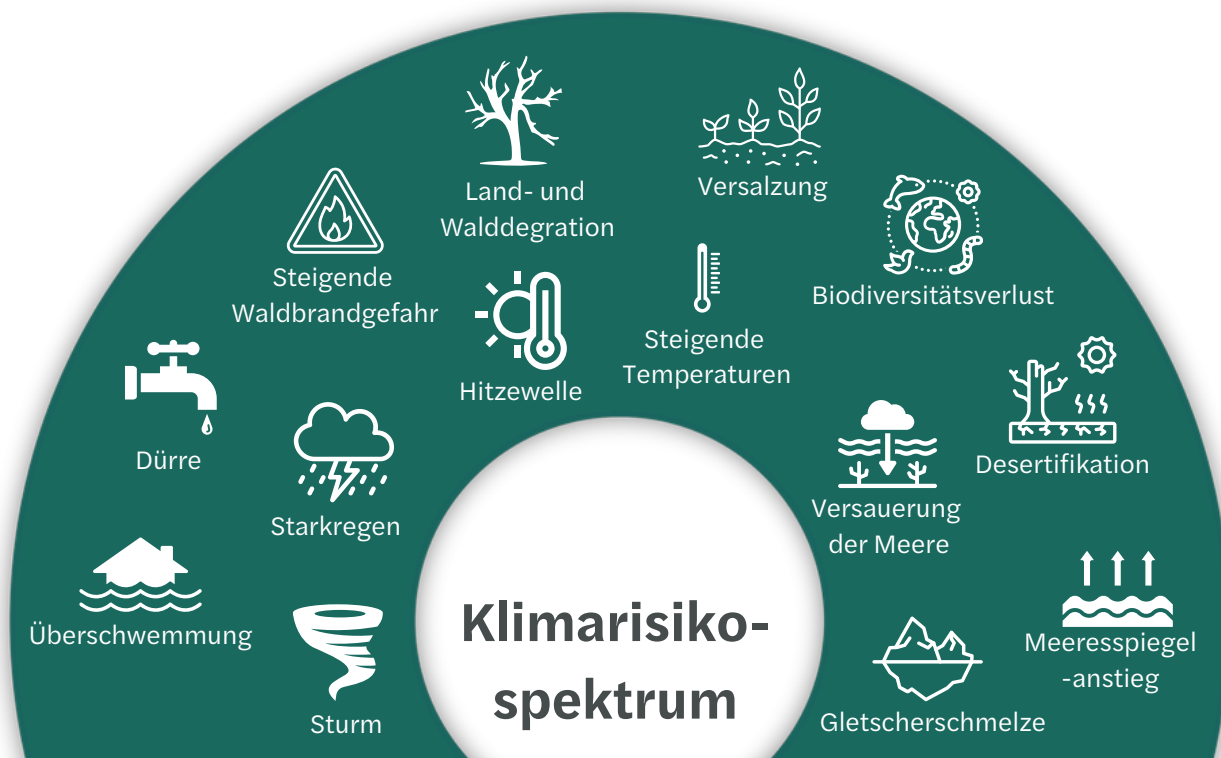 Land- und
Walddegration
Versalzung
Steigende
Waldbrandgefahr
Biodiversitätsverlust
Hitzewelle
Steigende
Temperaturen
Dürre
Desertifikation
Starkregen
Versauerung
der Meere
Überschwemmung
Meeresspiegel
-anstieg
Sturm
Gletscherschmelze
Klimarisiko-
spektrum